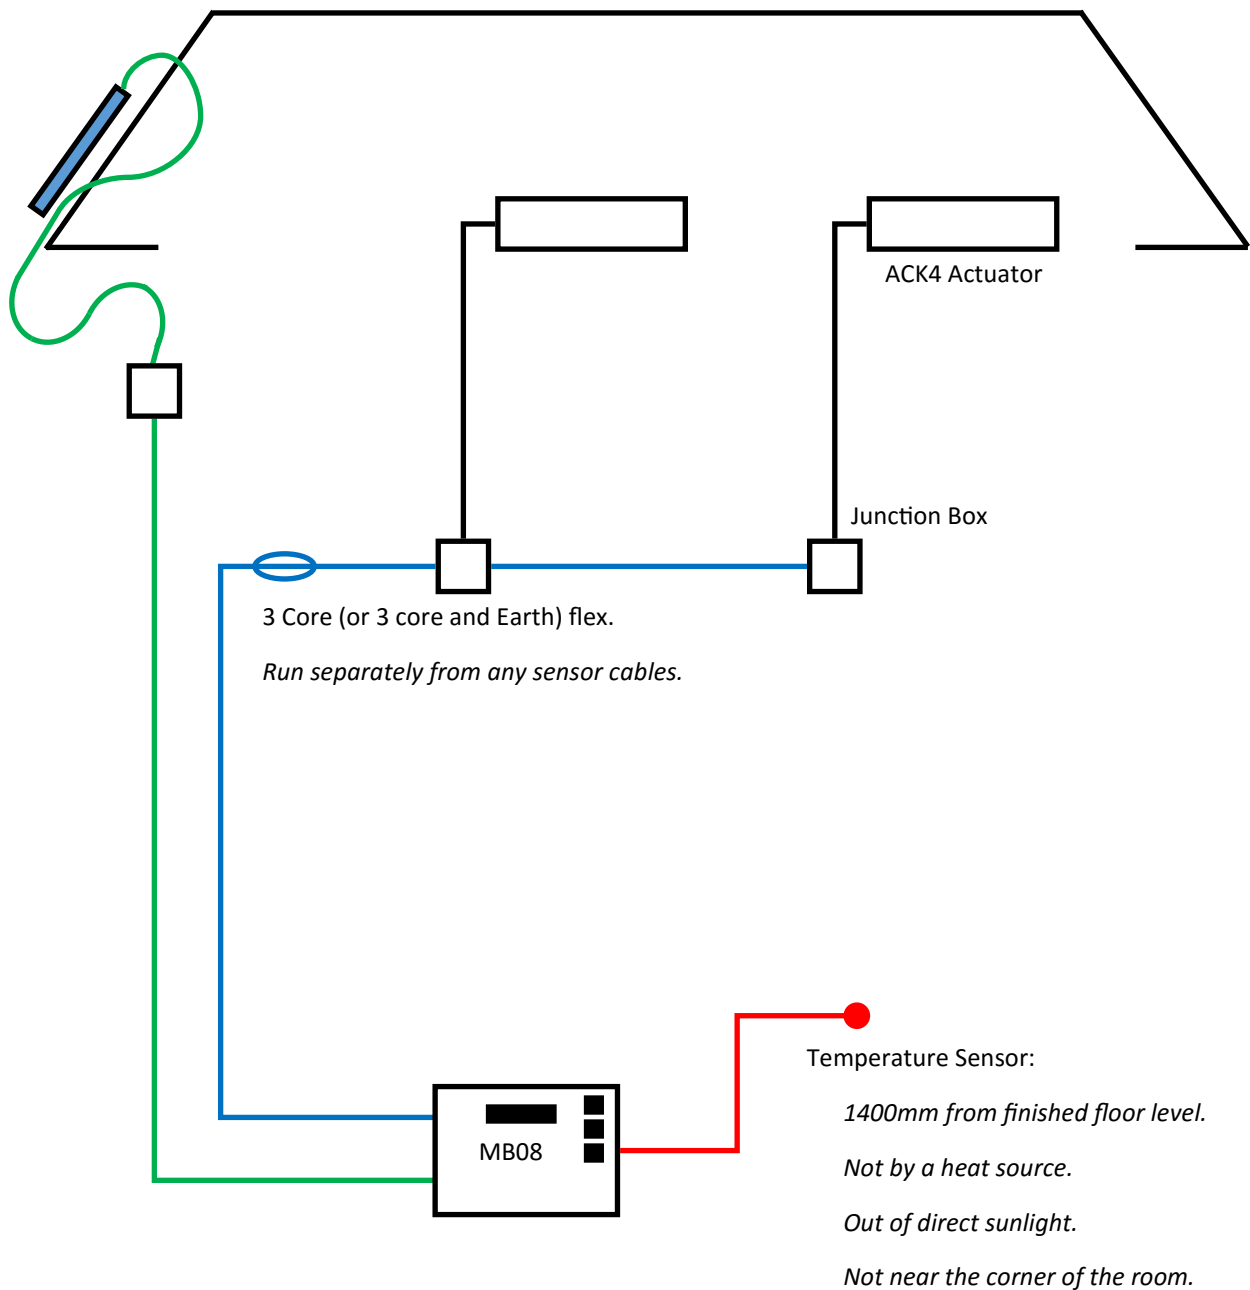 ACK4 Actuator
Junction Box
3 Core (or 3 core and Earth) flex.
Run separately from any sensor cables.
MB08
Temperature Sensor:
1400mm from finished floor level.
Not by a heat source.
Out of direct sunlight.
Not near the corner of the room.